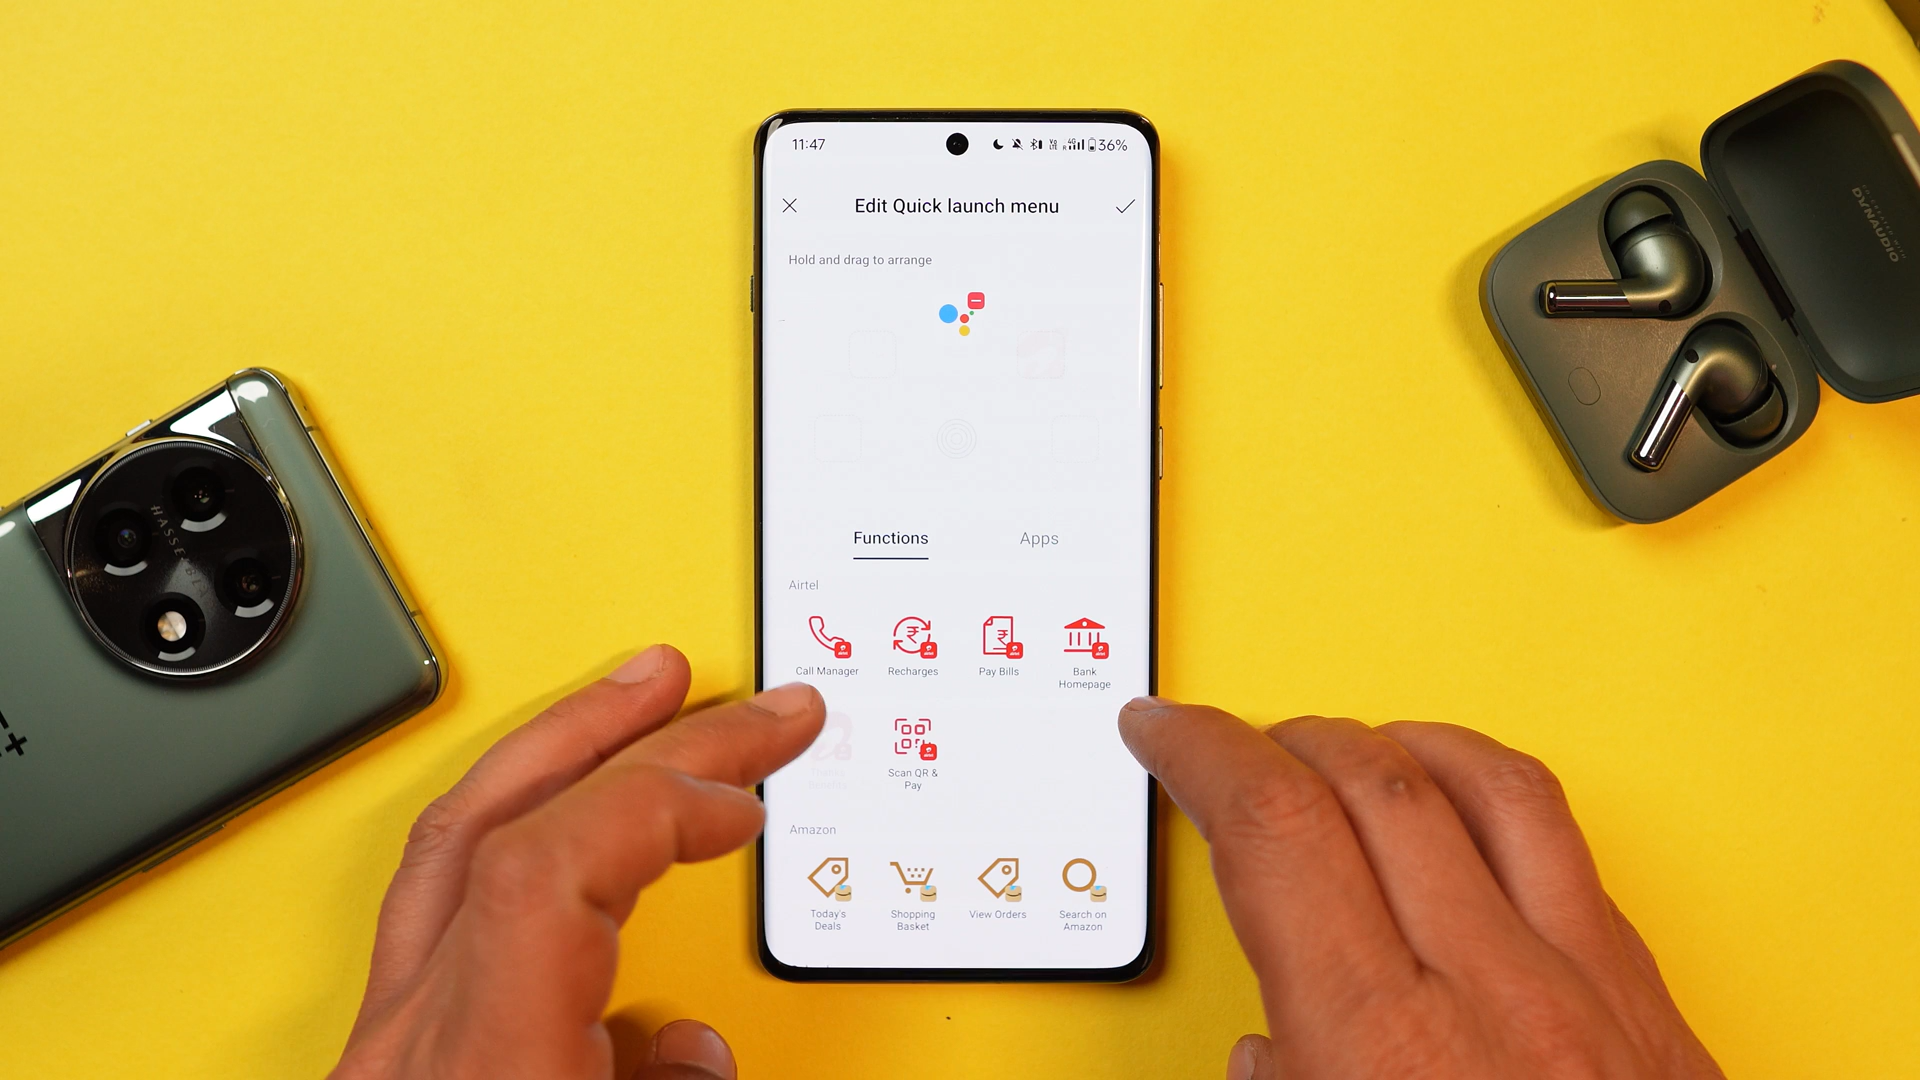 11:47
36%
Edit Quick launch menu
Hold and drag to arrange
Functions
Apps
Airtel
Call Manager
Recharges
Pay Bills
Bank
Homepage
Scan QR &
Pay
Amazon
Today's
Deals
Shopping
Basket
View Orders
Search on
Amazon
DYNAUDIO